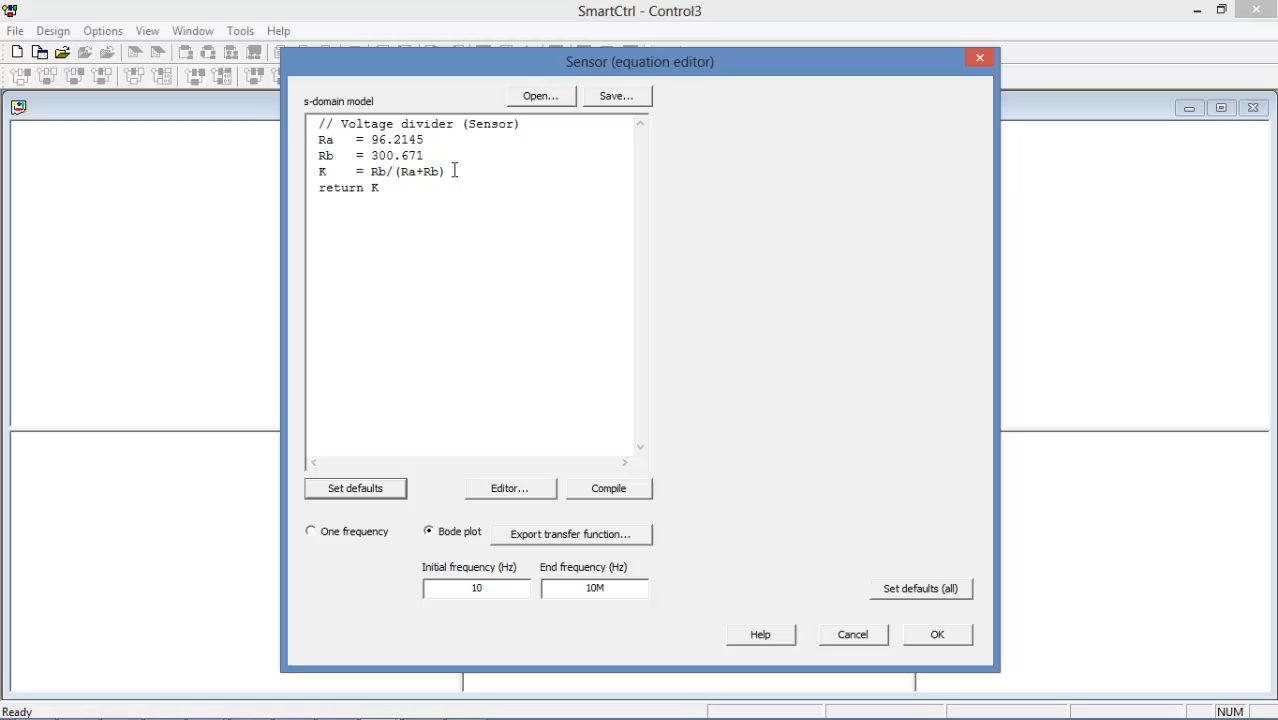 SmartCtrl - Control3
File Design Options View Window Tools Help
Sensor (equation editor)
s-domain model
Open...
Save...
// Voltage divider (Sensor)
Ra = 96.2145
Rb = 300.671
K = Rb/(Ra+Rb)
return K
Set defaults
Editor...
Compile
One frequency
Bode plot
Export transfer function...
Initial frequency (Hz)
End frequency (Hz)
10
10M
Set defaults (all)
Help
Cancel
OK
Ready
NUM